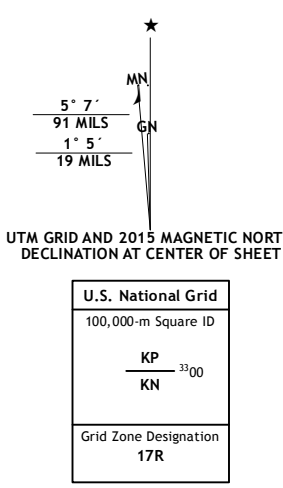 ★
MN
5° 7´
91 MILS
GN
1° 5´
19 MILS
UTM GRID AND 2015 MAGNETIC NORT
DECLINATION AT CENTER OF SHEET
U.S. National Grid
100,000-m Square ID
KP
3300
KN
Grid Zone Designation
17R